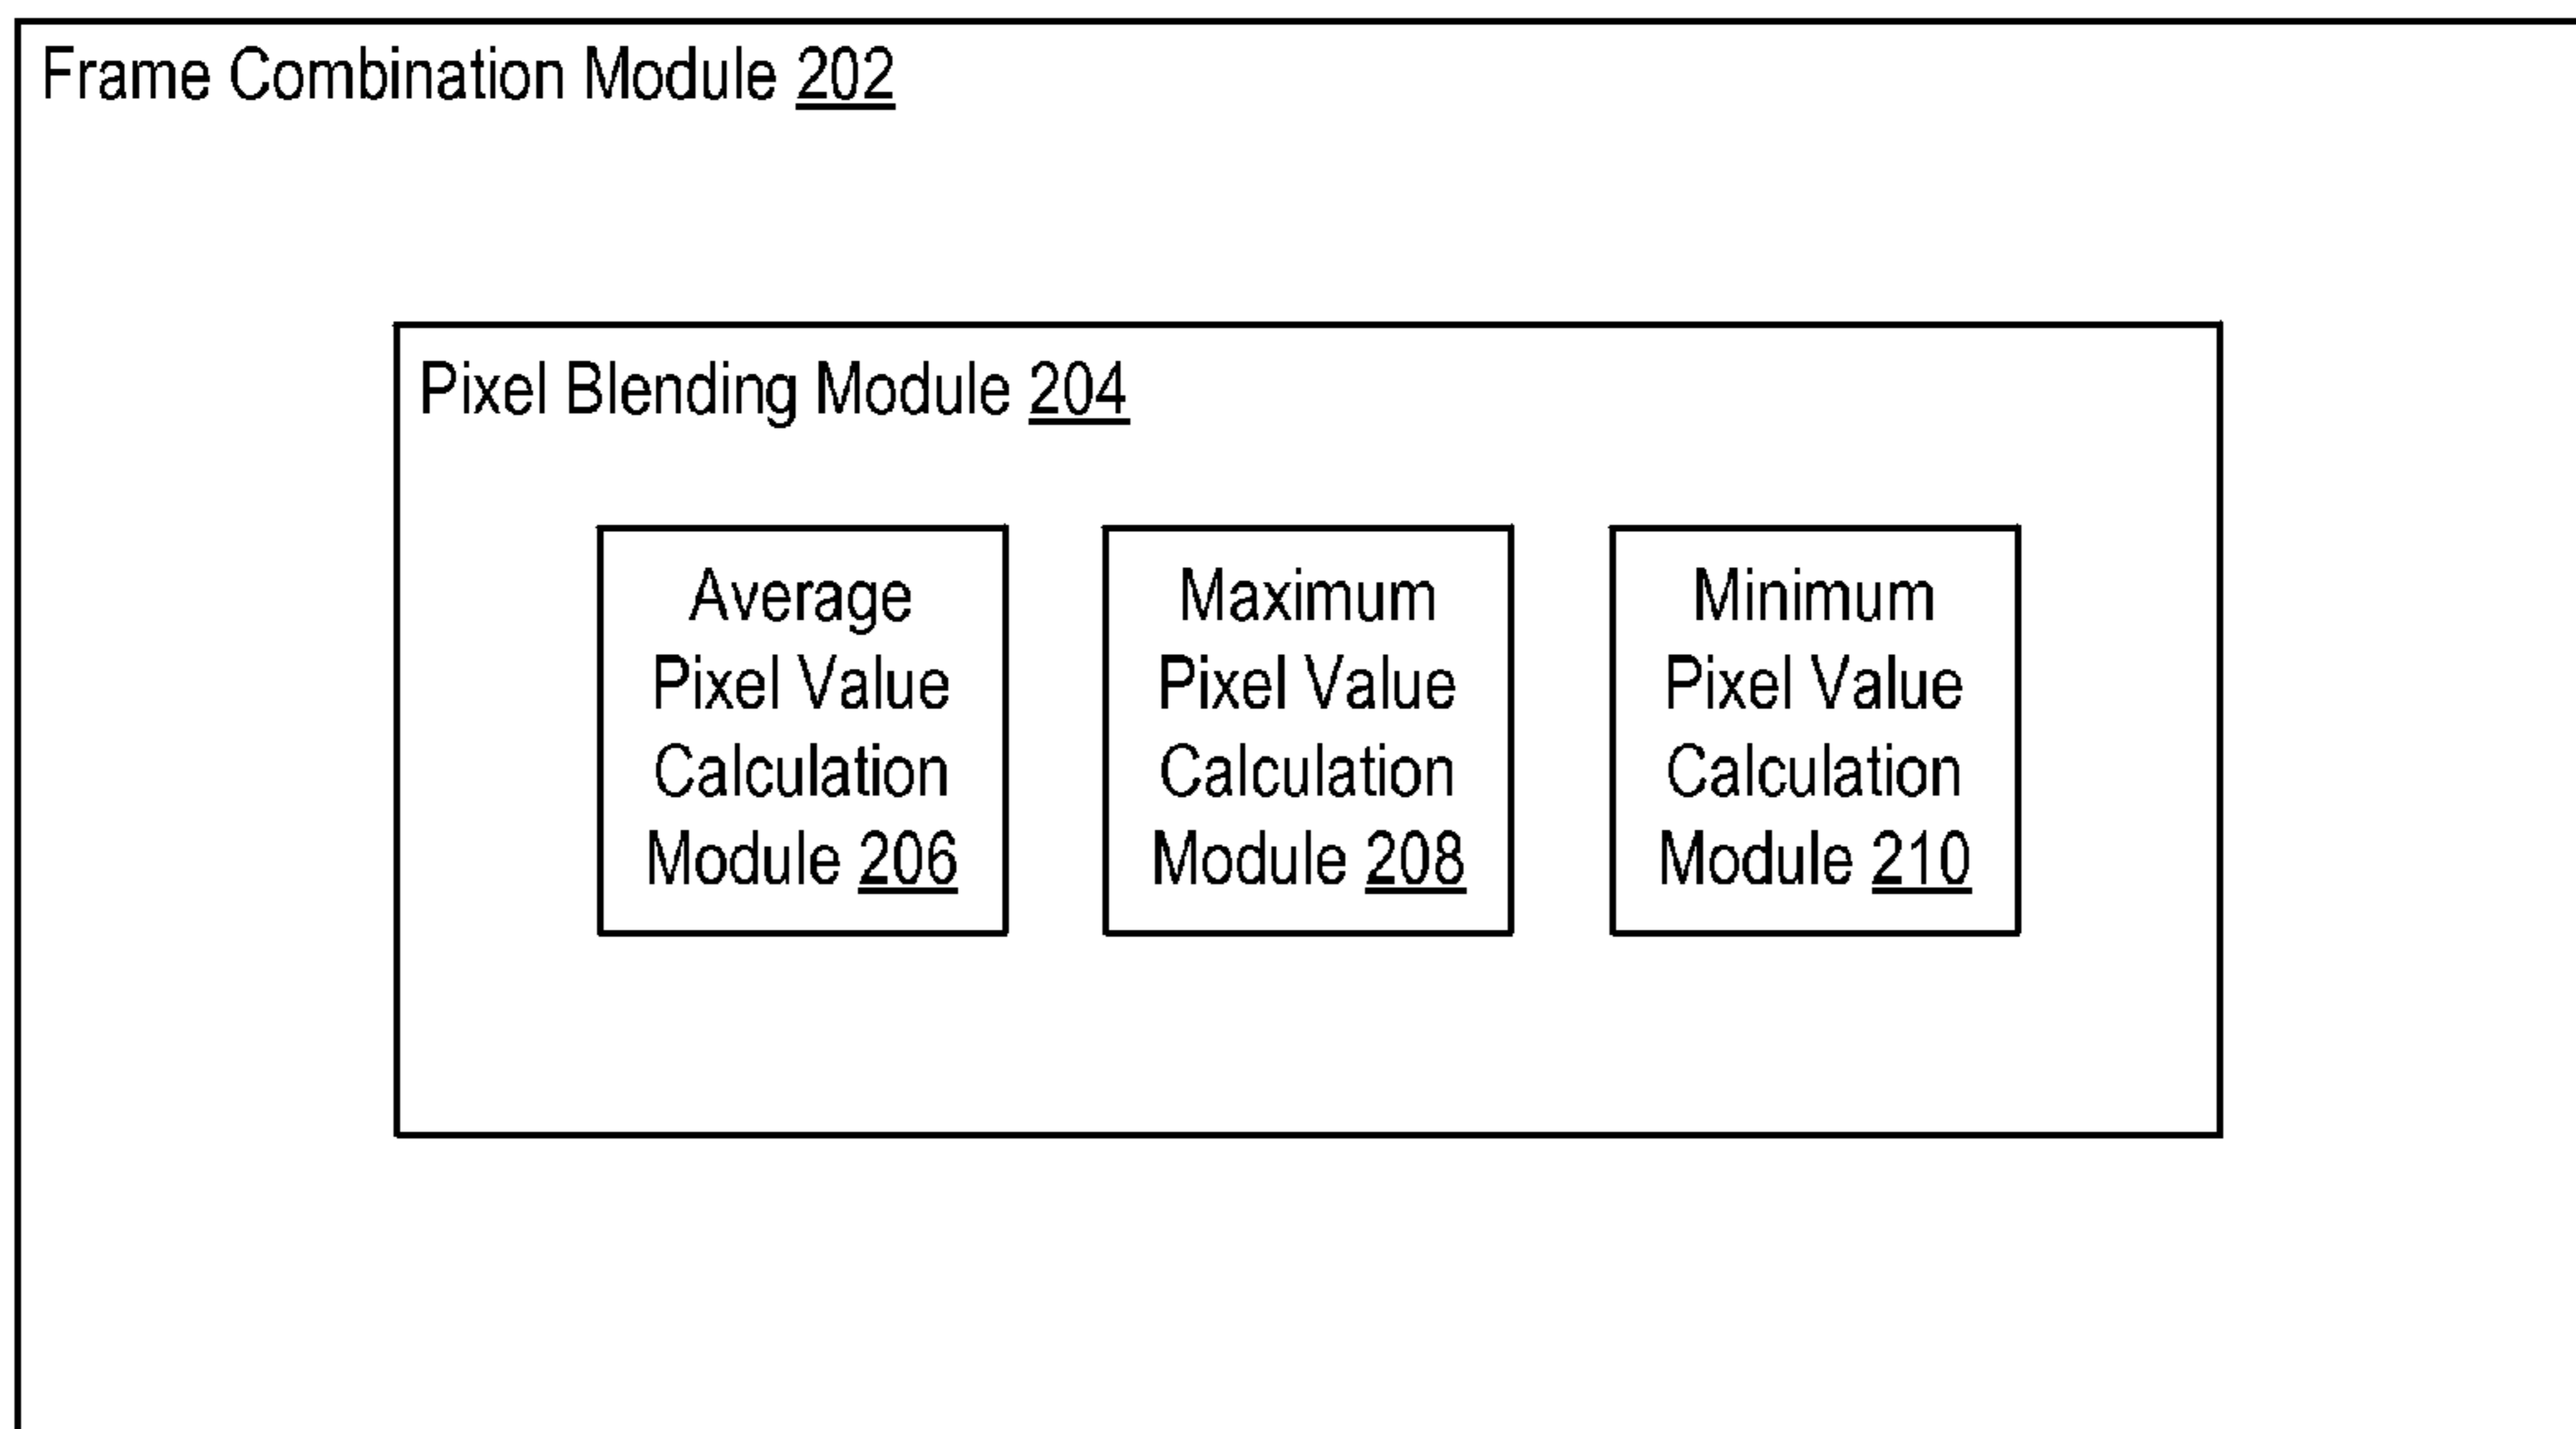 Frame Combination Module 202
Pixel Blending Module 204
Average
Pixel Value
Calculation
Module 206
Maximum
Pixel Value
Calculation
Module 208
Minimum
Pixel Value
Calculation
Module 210